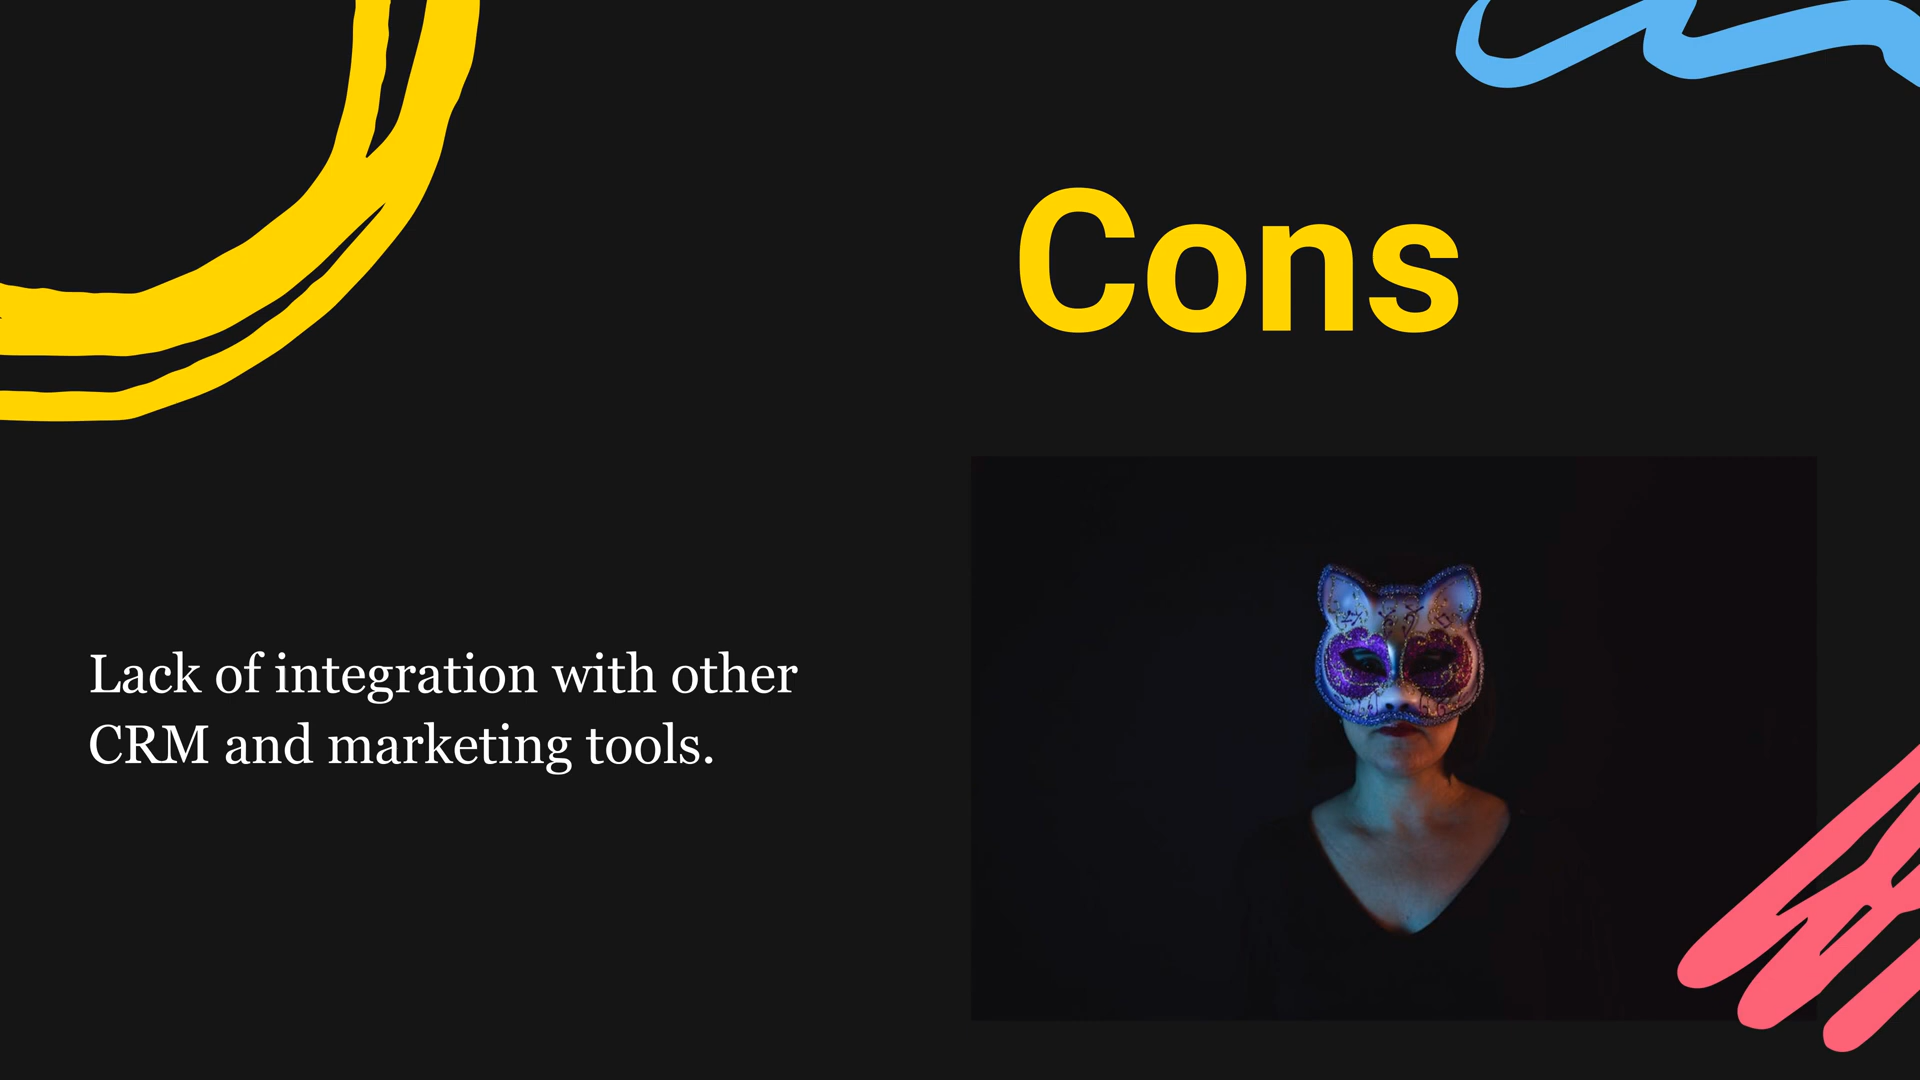 Cons
Lack of integration with other
CRM and marketing tools.